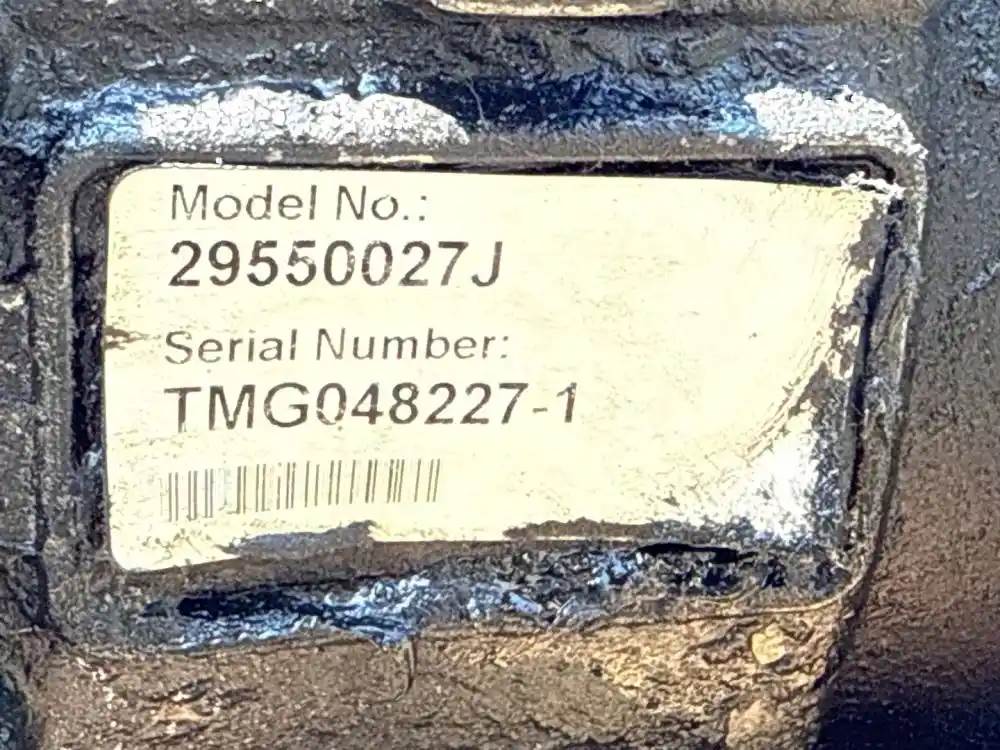 Model No.:
29550027J
Serial Number:
TMG048227-1